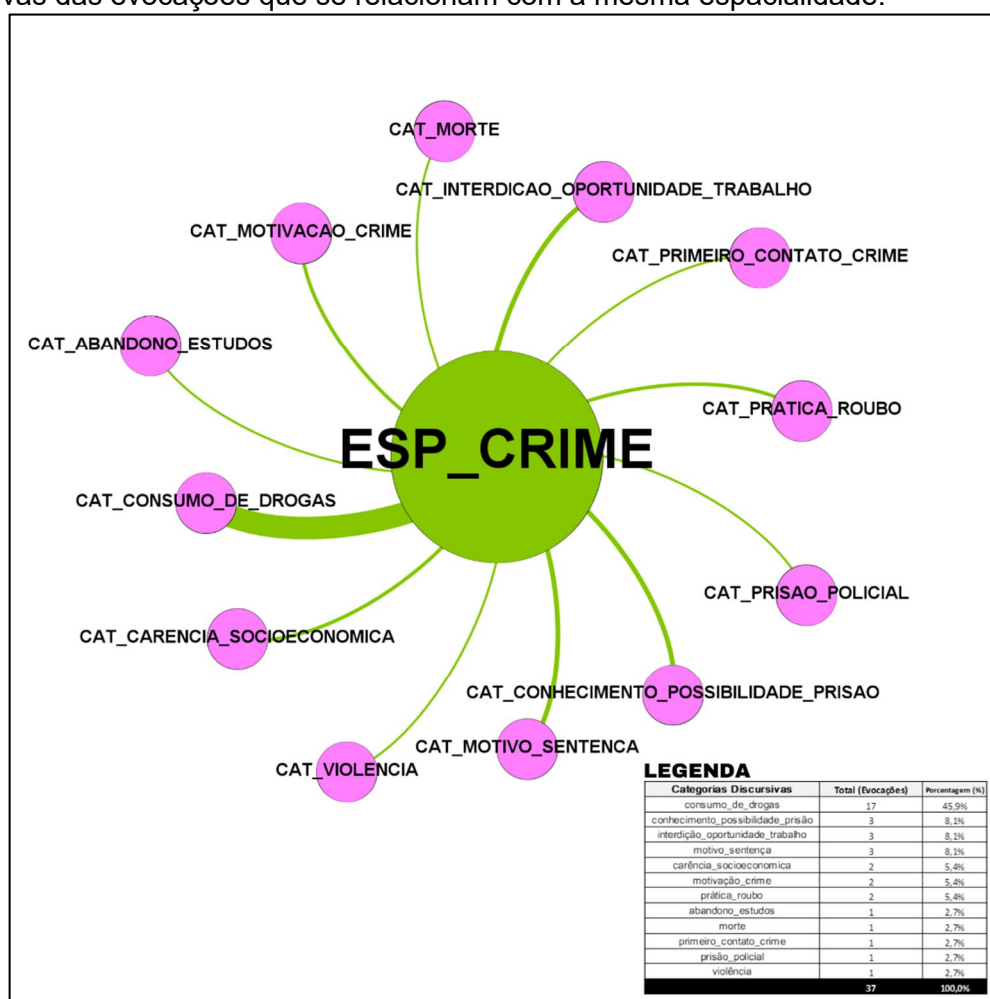 vas das evocações que se relacionam com a mesma espacialidade.
CAT_MORTE
CAT_INTERDICAO_OPORTUNIDADE_TRABALHO
CAT_MOTIVACAO_CRIME
CAT_PRIMEIRO_CONTATO_CRIME
CAT_ABANDONO_ESTUDOS
CAT_PRATICA_ROUBO
ESP_CRIME
CAT_CONSUMO_DE_DROGAS
CAT_PRISAO_POLICIAL
CAT_CARENCIA_SOCIOECONOMICA
CAT_CONHECIMENTO_POSSIBILIDADE_PRISAO
CAT_MOTIVO_SENTENCA
CAT_VIOLENCIA
LEGENDA
Categorias Discursivas Total (Evocações) Porcentagem (%)
consumo_de_drogas 17 45,9%
conhecimento_possibilidade_prisão 3 8,1%
interdição_oportunidade_trabalho 3 8,1%
motivo_sentença 3 8,1%
carência_socioeconomica 2 5,4%
motivação_crime 2 5,4%
prática_roubo 2 5,4%
abandono_estudos 1 2,7%
morte 1 2,7%
primeiro_contato_crime 1 2,7%
prisão_policial 1 2,7%
violência 1 2,7%
37 100,0%